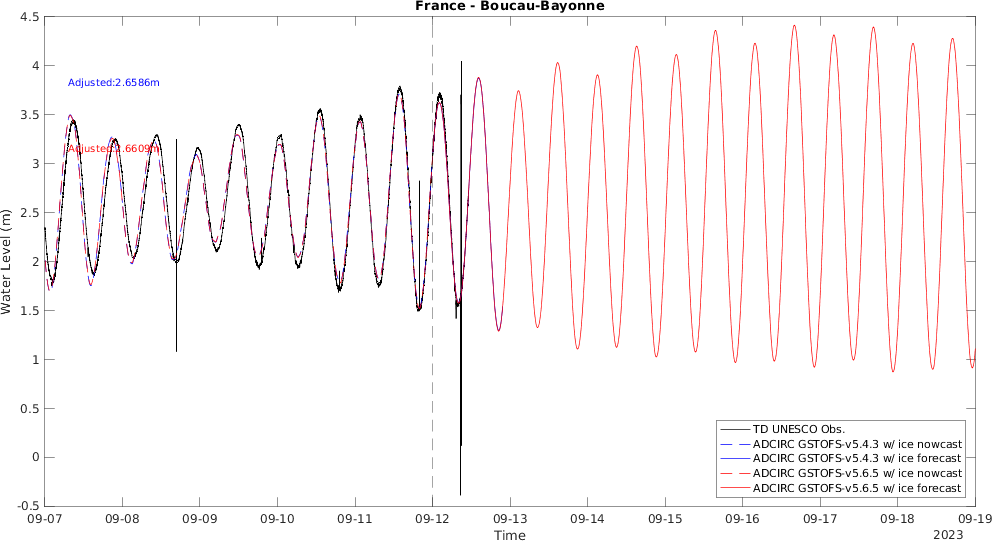 France - Boucau-Bayonne
4.5
4
3.5
3
2.5
2
1.5
1
0.5
0
-0.5
Water Level (m)
Adjusted:2.6586m
Adjusted:2.6609m
TD UNESCO Obs.
ADCIRC GSTOFS-v5.4.3 w/ ice nowcast
ADCIRC GSTOFS-v5.4.3 w/ ice forecast
ADCIRC GSTOFS-v5.6.5 w/ ice nowcast
ADCIRC GSTOFS-v5.6.5 w/ ice forecast
09-07 09-08 09-09 09-10 09-11 09-12 09-13 09-14 09-15 09-16 09-17 09-18 09-19
Time
2023